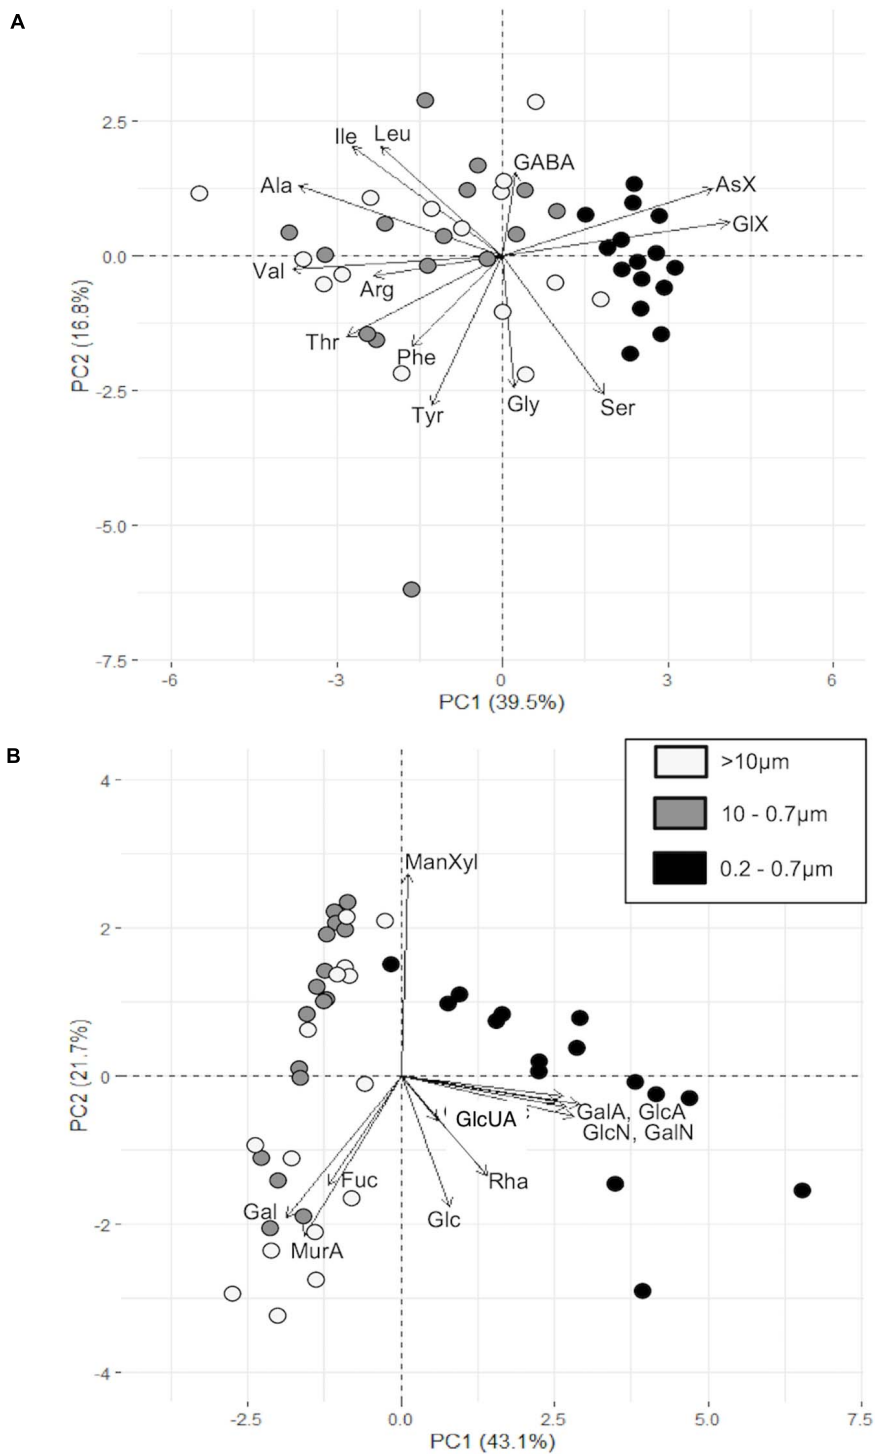 A
2.5
0.0
-2.5
-5.0
-7.5
PC2 (16.8%)
Ile Leu
GABA
Ala
AsX
GlX
Val
Arg
Thr
Phe
Tyr
Gly
Ser
-6 -3 0 3 6
PC1 (39.5%)
B
>10µm
10 - 0.7µm
0.2 - 0.7µm
4
2
0
-2
-4
PC2 (21.7%)
ManXyl
GlcUA
GalA, GlcA
GlcN, GalN
Fuc
Rha
Gal
Glc
MurA
-2.5 0.0 2.5 5.0 7.5
PC1 (43.1%)